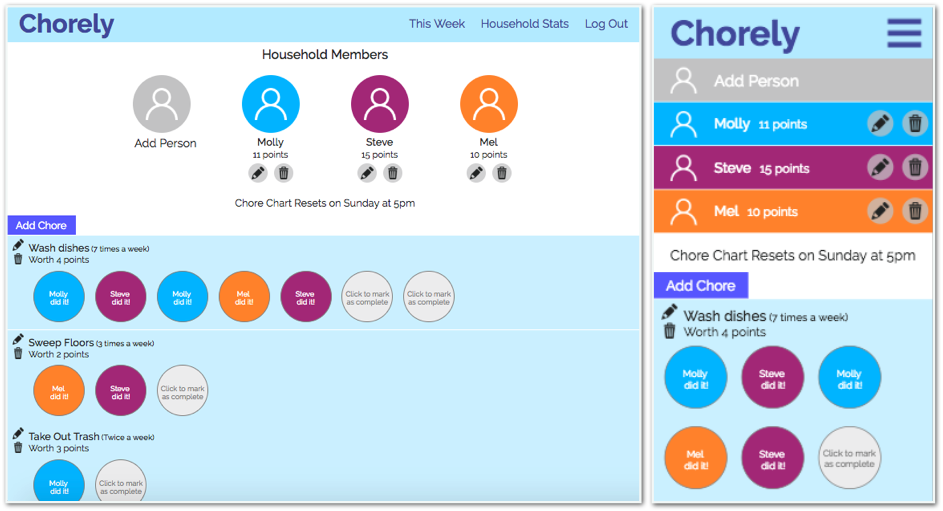 Chorely
This Week Household Stats Log Out
Household Members
Add Person
Molly
11 points
Steve
15 points
Mel
10 points
Chore Chart Resets on Sunday at 5pm
Add Chore
Wash dishes (7 times a week)
Worth 4 points
Molly did it!
Steve did it!
Molly did it!
Mel did it!
Steve did it!
Click to mark as complete
Click to mark as complete
Sweep Floors (3 times a week)
Worth 2 points
Mel did it!
Steve did it!
Click to mark as complete
Take Out Trash (Twice a week)
Worth 3 points
Molly did it!
Click to mark as complete
Chorely
Add Person
Molly 11 points
Steve 15 points
Mel 10 points
Chore Chart Resets on Sunday at 5pm
Add Chore
Wash dishes (7 times a week)
Worth 4 points
Molly did it!
Steve did it!
Molly did it!
Mel did it!
Steve did it!
Click to mark as complete